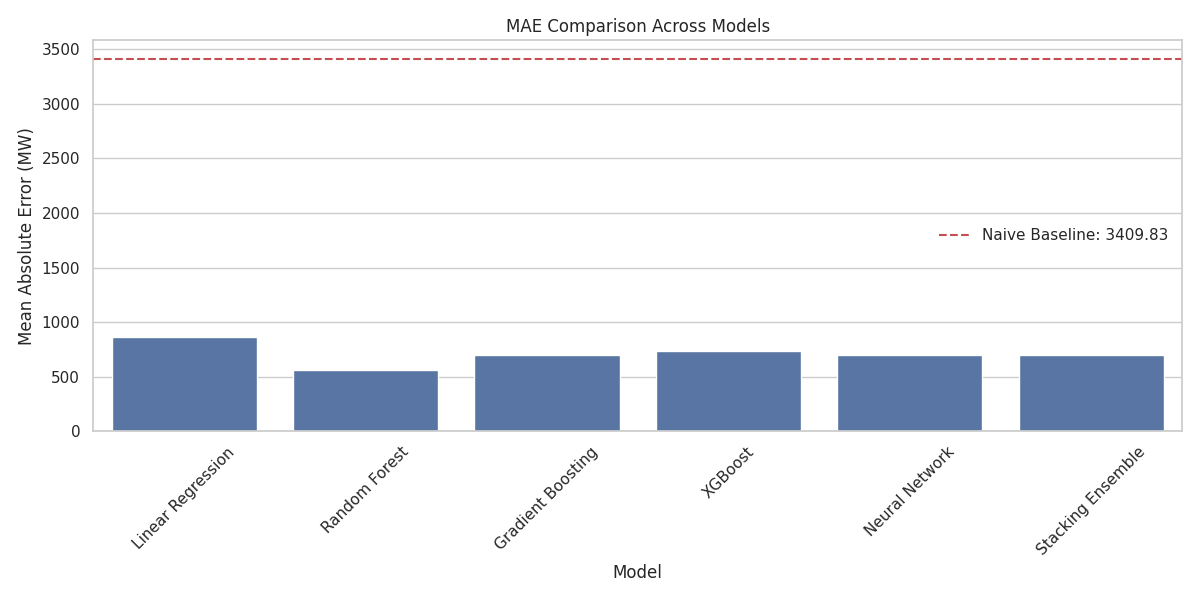 MAE Comparison Across Models
Mean Absolute Error (MW)
3500
3000
2500
2000
1500
1000
500
0
Naive Baseline: 3409.83
Linear Regression
Random Forest
Gradient Boosting
XGBoost
Neural Network
Stacking Ensemble
Model